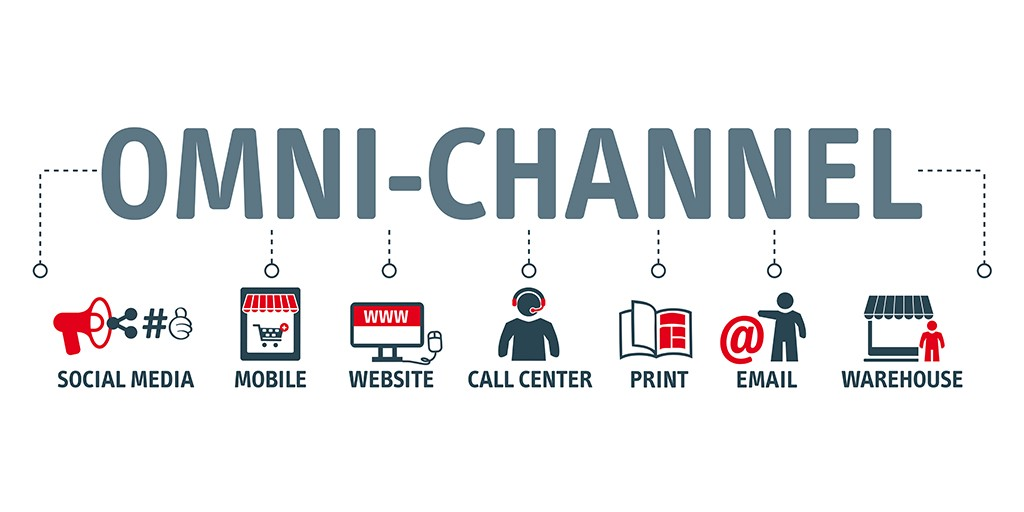 OMNI-CHANNEL
#
WWW
@
SOCIAL MEDIA
MOBILE
WEBSITE
CALL CENTER
PRINT
EMAIL
WAREHOUSE